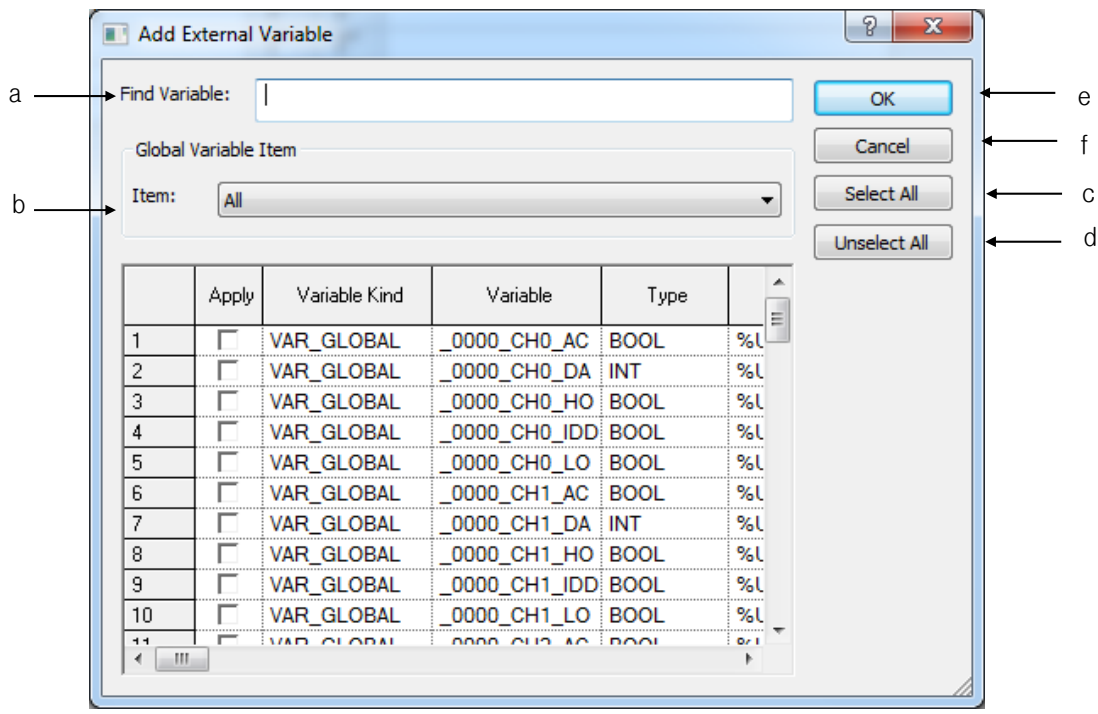 Add External Variable
a Find Variable: OK e
Cancel f
Global Variable Item
b Item: All Select All c
Unselect All d
Apply Variable Kind Variable Type
1 VAR_GLOBAL _0000_CH0_AC BOOL
2 VAR_GLOBAL _0000_CH0_DA INT
3 VAR_GLOBAL _0000_CH0_HO BOOL
4 VAR_GLOBAL _0000_CH0_IDD BOOL
5 VAR_GLOBAL _0000_CH0_LO BOOL
6 VAR_GLOBAL _0000_CH1_AC BOOL
7 VAR_GLOBAL _0000_CH1_DA INT
8 VAR_GLOBAL _0000_CH1_HO BOOL
9 VAR_GLOBAL _0000_CH1_IDD BOOL
10 VAR_GLOBAL _0000_CH1_LO BOOL